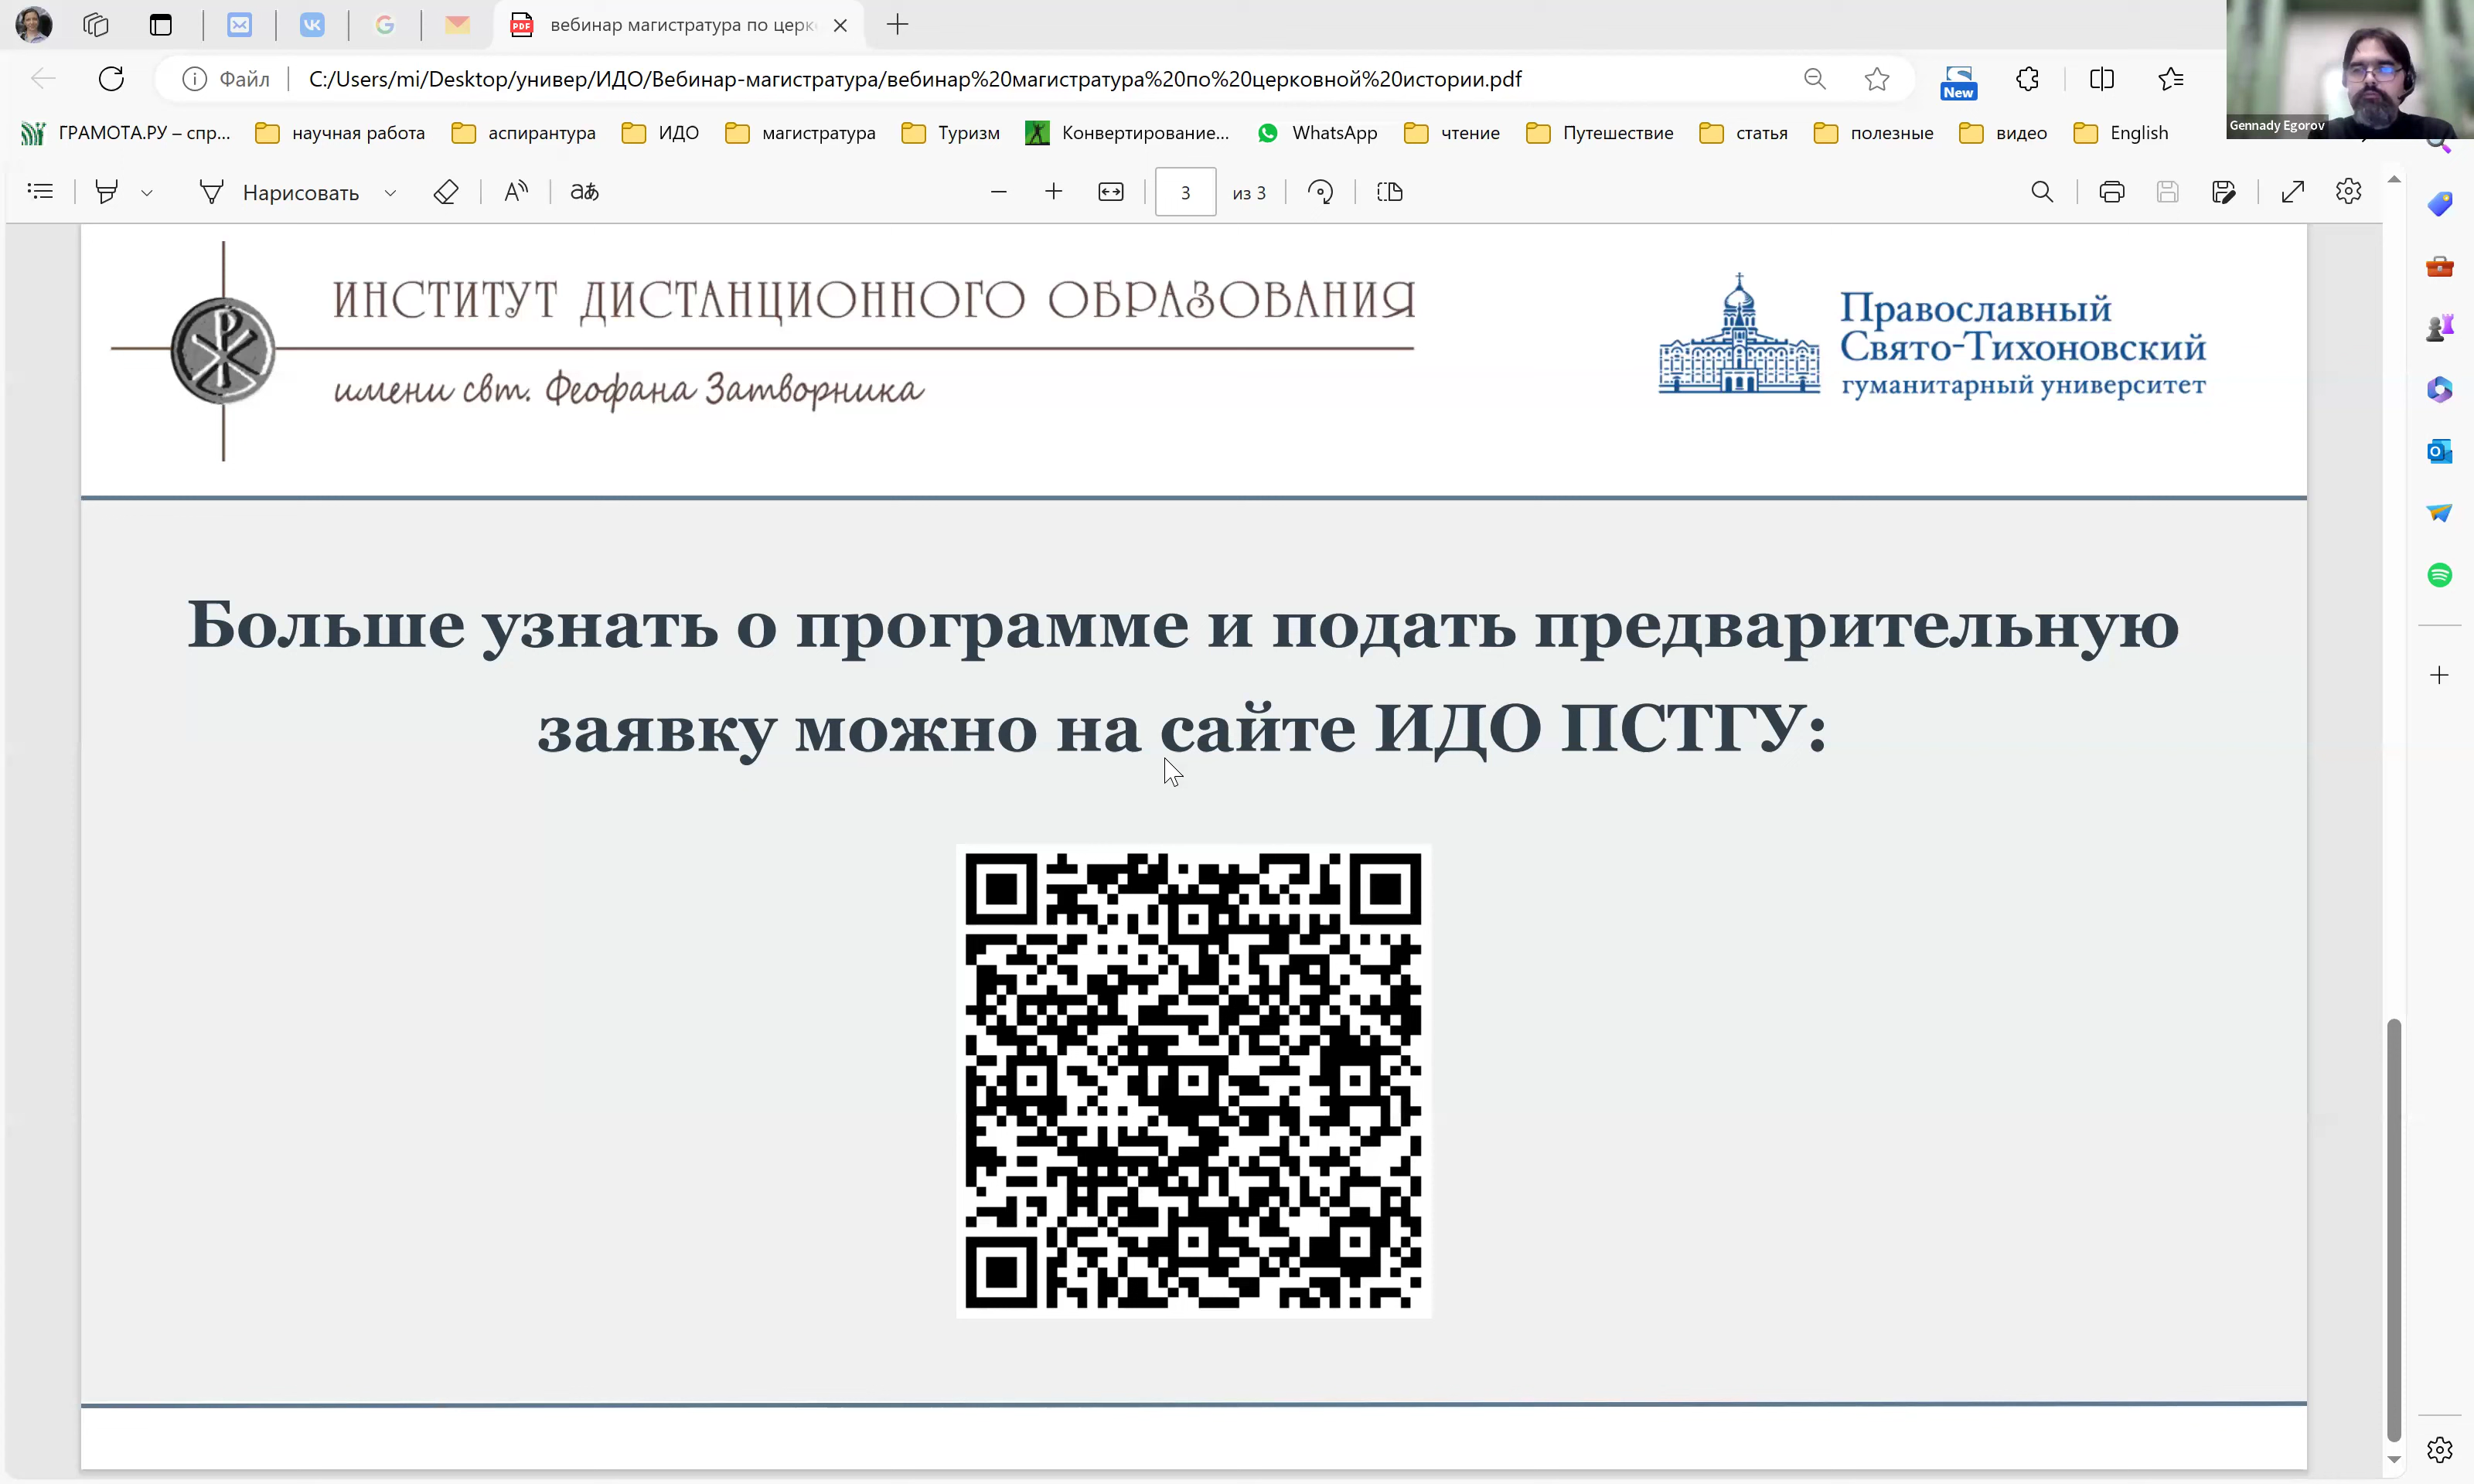 вебинар магистратура по церк
Файл
C:/Users/mi/Desktop/универ/ИДО/Вебинар-магистратура/вебинар%20магистратура%20по%20церковной%20истории.pdf
New
Gennady Egorov
ГРАМОТА.РУ – спр...
научная работа
аспирантура
ИДО
магистратура
Туризм
Конвертирование...
WhatsApp
чтение
Путешествие
статья
полезные
видео
English
Нарисовать
3
из 3
ИНСТИТУТ ДИСТАНЦИОННОГО ОБРАЗОВАНИЯ
имени свт. Феофана Затворника
Православный
Свято-Тихоновский
гуманитарный университет
Больше узнать о программе и подать предварительную
заявку можно на сайте ИДО ПСТГУ: